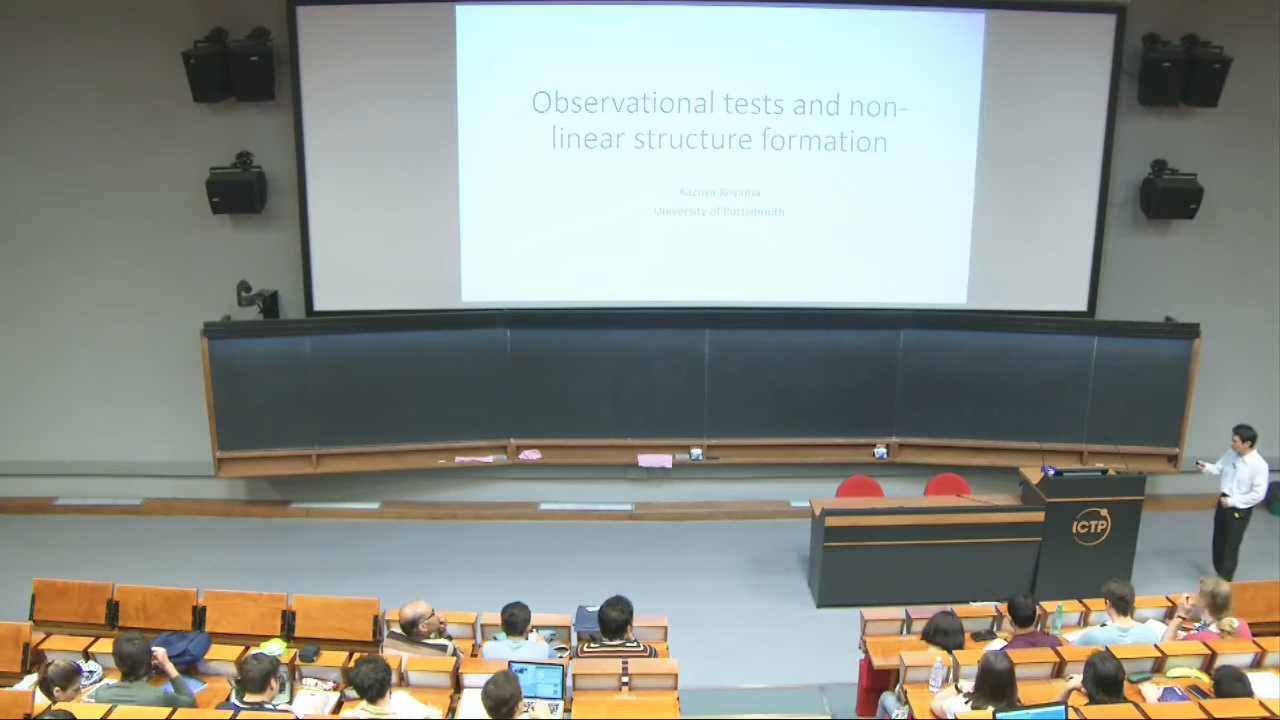 Observational tests and non-
linear structure formation
Kazuya Koyama
University of Portsmouth
ICTP